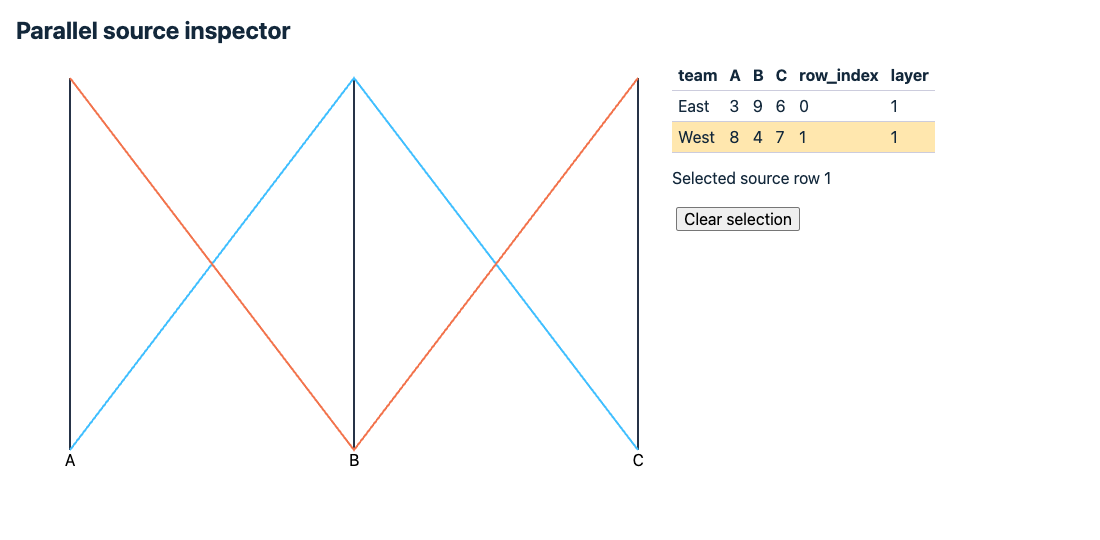 Parallel source inspector
A B C
team A B C row_index layer
East 3 9 6 0 1
West 8 4 7 1 1
Selected source row 1
Clear selection